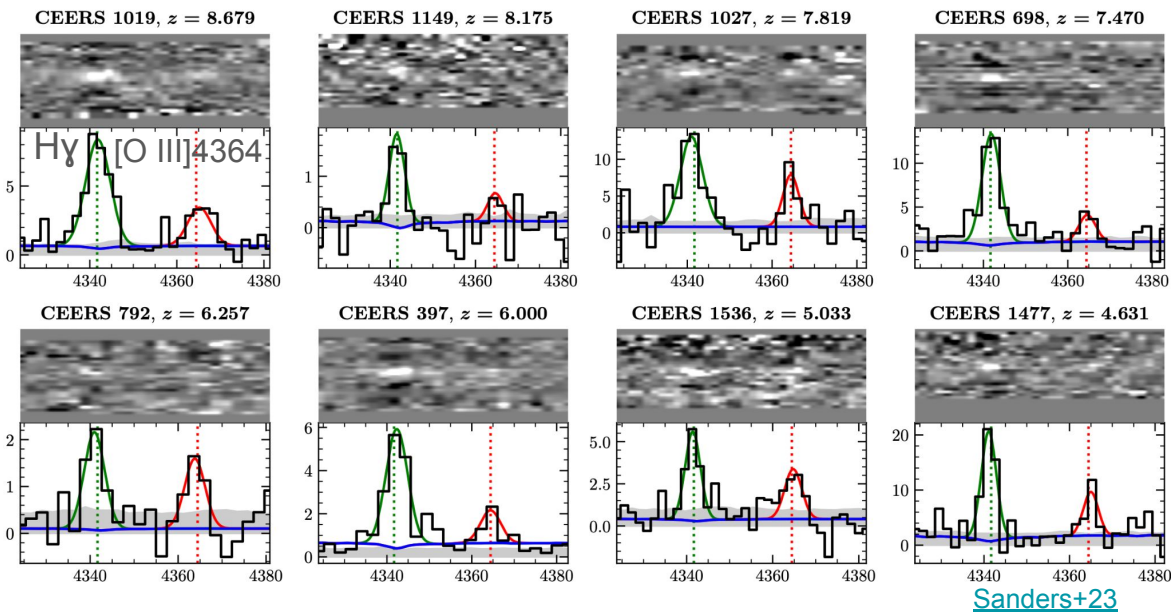 CEERS 1019, z = 8.679
CEERS 1149, z = 8.175
CEERS 1027, z = 7.819
CEERS 698, z = 7.470
Hγ [O III]4364
5
0
1
0
10
5
0
10
5
0
4340 4360 4380
4340 4360 4380
4340 4360 4380
4340 4360 4380
CEERS 792, z = 6.257
CEERS 397, z = 6.000
CEERS 1536, z = 5.033
CEERS 1477, z = 4.631
2
1
0
6
4
2
0
5.0
2.5
0.0
20
10
0
4340 4360 4380
4340 4360 4380
4340 4360 4380
4340 4360 4380
Sanders+23